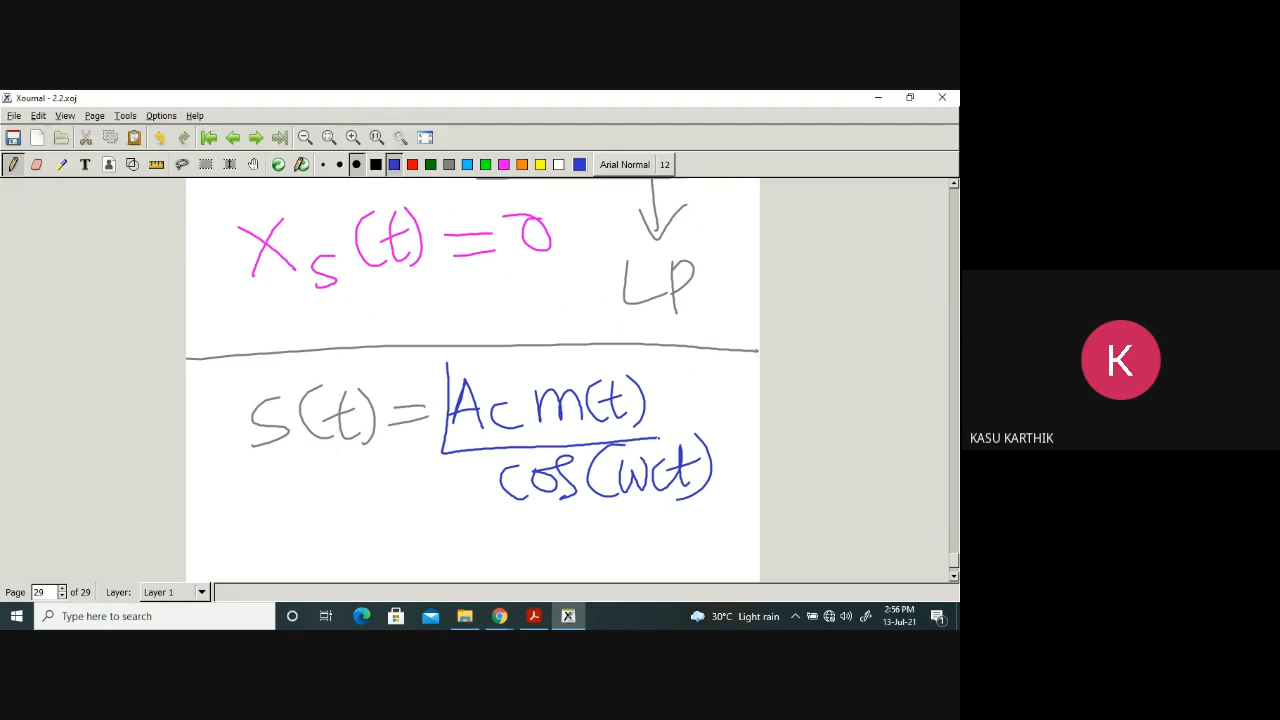 Xournal - 2.2.xoj
File Edit View Page Tools Options Help
Arial Normal 12
Xs(t) = 0
LP
s(t) = Ac m(t)
cos(wct)
K
KASU KARTHIK
Page 29 of 29 Layer: Layer 1
Type here to search
30°C Light rain
2:56 PM
13-Jul-21
1